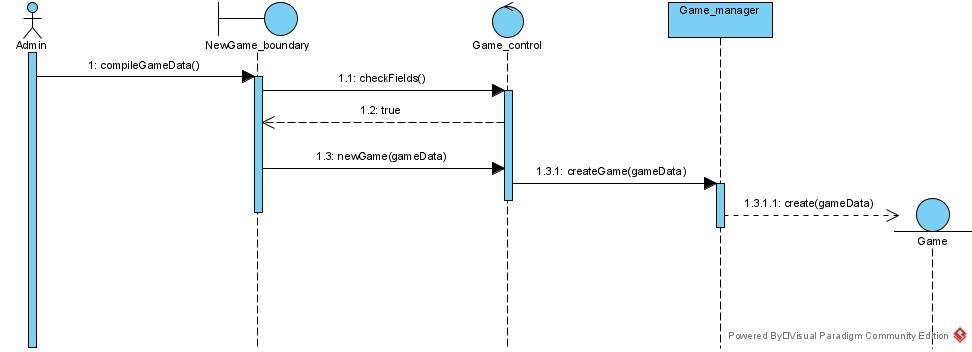 Game_manager
Admin
NewGame_boundary
Game_control
1: compileGameData()
1.1: checkFields()
1.2: true
1.3: newGame(gameData)
1.3.1: createGame(gameData)
1.3.1.1: create(gameData)
Game
Powered By Visual Paradigm Community Edition